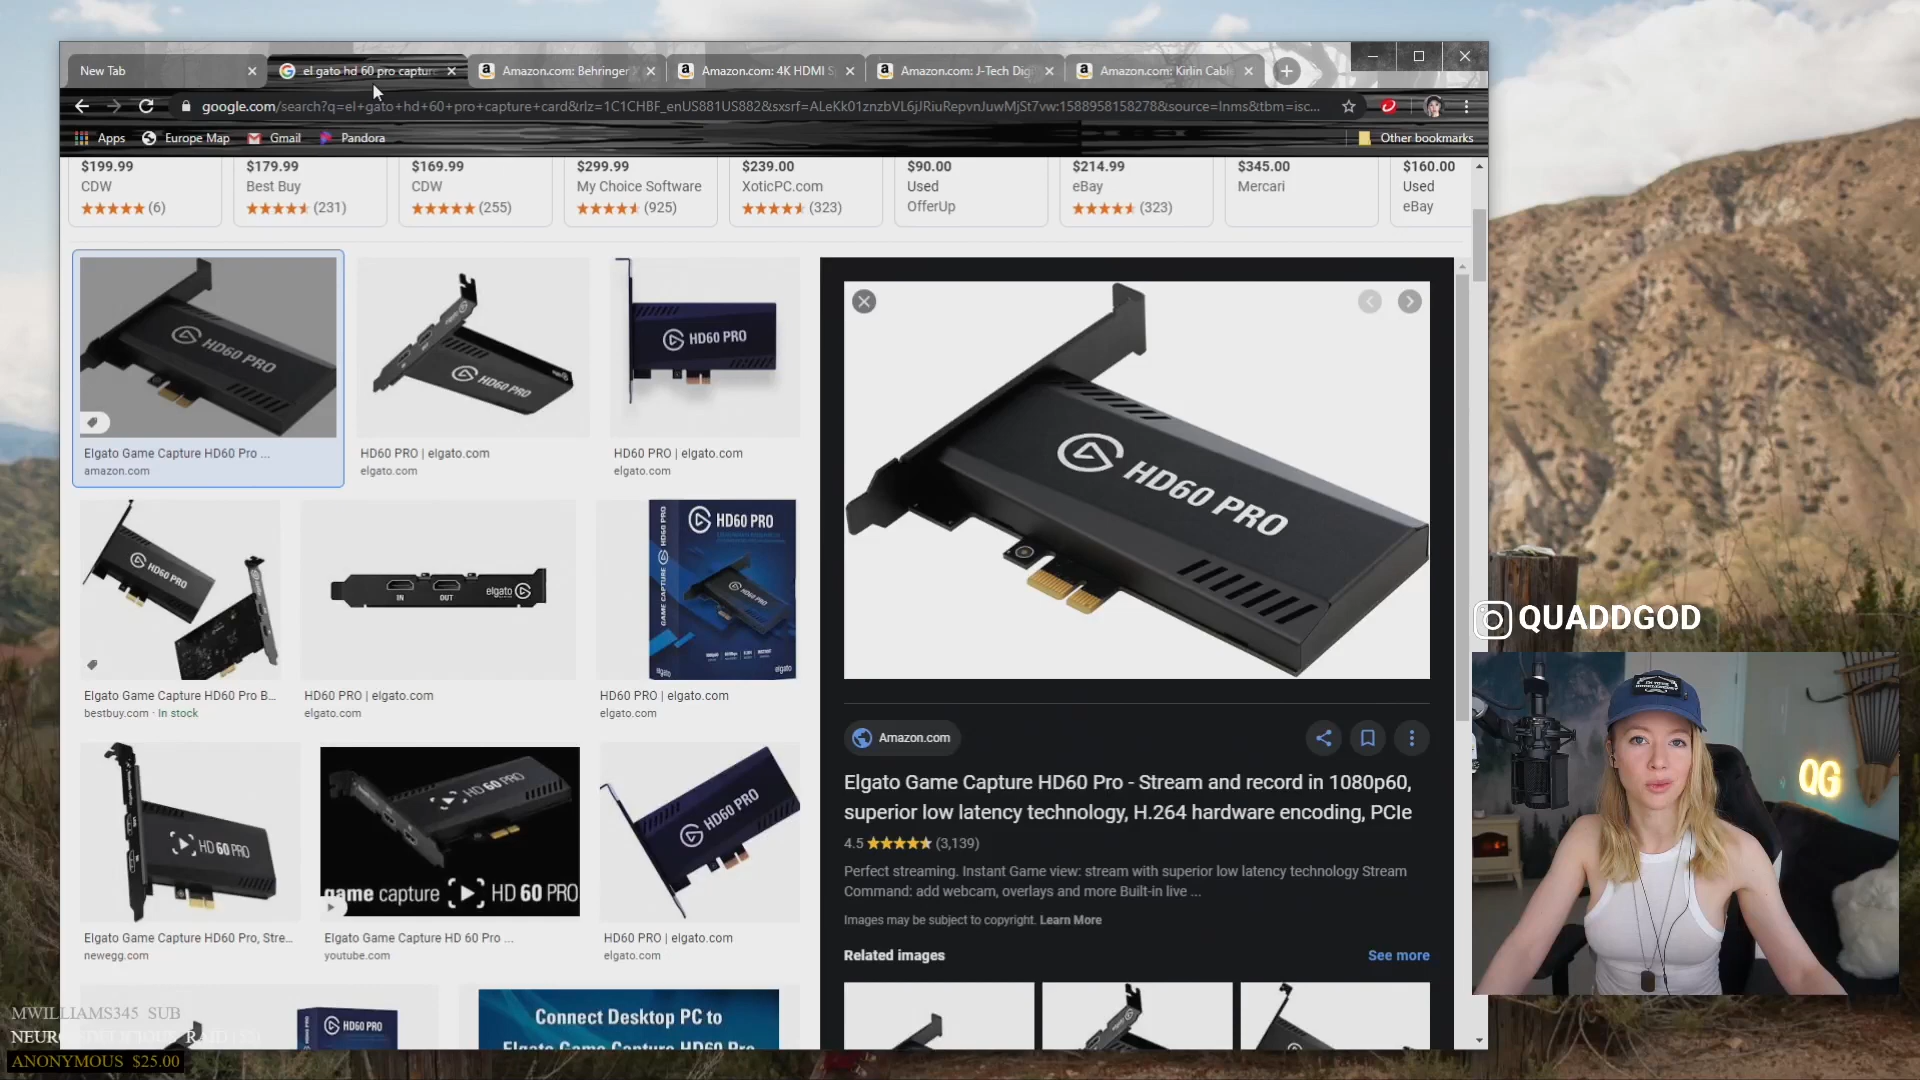 New Tab
el gato hd 60 pro capture
Amazon.com: Behringer X
Amazon.com: 4K HDMI S
Amazon.com: J-Tech Digi
Amazon.com: Kirlin Cable
google.com/search?q=el+gato+hd+60+pro+capture+card&rlz=1C1CHBF_enUS881US882&sxsrf=ALeKk01znzbVL6jJRiuRepvnJuwMjSt7vw:1588958158278&source=lnms&tbm=isc...
Apps
Europe Map
Gmail
Pandora
Other bookmarks
$199.99
CDW
(6)
$179.99
Best Buy
(231)
$169.99
CDW
(255)
$299.99
My Choice Software
(925)
$239.00
XoticPC.com
(323)
$90.00
Used
OfferUp
$214.99
eBay
(323)
$345.00
Mercari
$160.00
Used
eBay
HD60 PRO
Elgato Game Capture HD60 Pro ...
amazon.com
HD60 PRO
HD60 PRO | elgato.com
elgato.com
HD60 PRO
HD60 PRO | elgato.com
elgato.com
HD60 PRO
Elgato Game Capture HD60 Pro B...
bestbuy.com · In stock
IN OUT elgato
HD60 PRO | elgato.com
elgato.com
HD60 PRO
GAME CAPTURE HD60 PRO
HD60 PRO
elgato
elgato
HD60 PRO | elgato.com
elgato.com
HD 60 PRO
Elgato Game Capture HD60 Pro, Stre...
newegg.com
HD 60 PRO
game capture HD 60 PRO
Elgato Game Capture HD 60 Pro ...
youtube.com
HD60 PRO
HD60 PRO | elgato.com
elgato.com
HD60 PRO
Connect Desktop PC to
Elgato Game Capture HD60 Pro
HD60 PRO
Amazon.com
Elgato Game Capture HD60 Pro - Stream and record in 1080p60,
superior low latency technology, H.264 hardware encoding, PCIe
4.5 (3,139)
Perfect streaming. Instant Game view: stream with superior low latency technology Stream
Command: add webcam, overlays and more Built-in live ...
Images may be subject to copyright. Learn More
Related images
See more
QUADDGOD
QG
MWILLIAMS345 SUB
ANONYMOUS $25.00